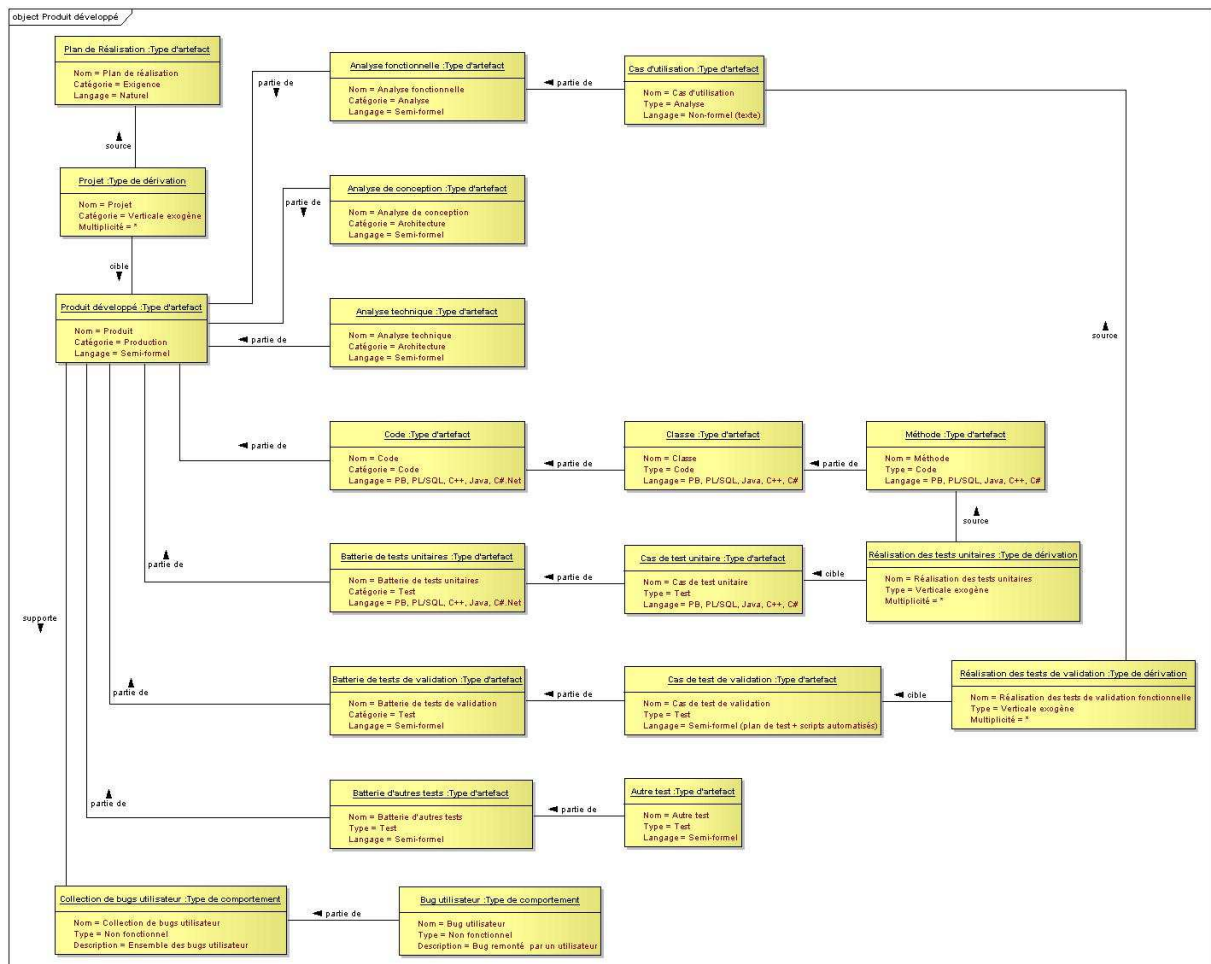 object Produit développé
Plan de Réalisation :Type d'artefact
Nom = Plan de réalisation
Catégorie = Exigence
Langage = Naturel
source
Projet :Type de dérivation
Nom = Projet
Catégorie = Verticale exogène
Multiplicité = *
cible
Produit développé :Type d'artefact
Nom = Produit
Catégorie = Production
Langage = Semi-formel
partie de
Analyse fonctionnelle :Type d'artefact
Nom = Analyse fonctionnelle
Catégorie = Analyse
Langage = Semi-formel
partie de
Cas d'utilisation :Type d'artefact
Nom = Cas d'utilisation
Type = Analyse
Langage = Non-formel (texte)
partie de
Analyse de conception :Type d'artefact
Nom = Analyse de conception
Catégorie = Architecture
Langage = Semi-formel
partie de
Analyse technique :Type d'artefact
Nom = Analyse technique
Catégorie = Architecture
Langage = Semi-formel
source
partie de
Code :Type d'artefact
Nom = Code
Catégorie = Code
Langage = PB, PL/SQL, C++, Java, C#.Net
partie de
Classe :Type d'artefact
Nom = Classe
Type = Code
Langage = PB, PL/SQL, Java, C++, C#
partie de
Méthode :Type d'artefact
Nom = Méthode
Type = Code
Langage = PB, PL/SQL, Java, C++, C#
source
partie de
Batterie de tests unitaires :Type d'artefact
Nom = Batterie de tests unitaires
Catégorie = Test
Langage = PB, PL/SQL, C++, Java, C#.Net
partie de
Cas de test unitaire :Type d'artefact
Nom = Cas de test unitaire
Type = Test
Langage = PB, PL/SQL, Java, C++, C#
cible
Réalisation des tests unitaires :Type de dérivation
Nom = Réalisation des tests unitaires
Type = Verticale exogène
Multiplicité = *
supporte
partie de
Batterie de tests de validation :Type d'artefact
Nom = Batterie de tests de validation
Catégorie = Test
Langage = Semi-formel
partie de
Cas de test de validation :Type d'artefact
Nom = Cas de test de validation
Type = Test
Langage = Semi-formel (plan de test + scripts automatisés)
cible
Réalisation des tests de validation :Type de dérivation
Nom = Réalisation des tests de validation fonctionnelle
Type = Verticale exogène
Multiplicité = *
partie de
Batterie d'autres tests :Type d'artefact
Nom = Batterie d'autres tests
Type = Test
Langage = Semi-formel
partie de
Autre test :Type d'artefact
Nom = Autre test
Type = Test
Langage = Semi-formel
Collection de bugs utilisateur :Type de comportement
Nom = Collection de bugs utilisateur
Type = Non fonctionnel
Description = Ensemble des bugs utilisateur
partie de
Bug utilisateur :Type de comportement
Nom = Bug utilisateur
Type = Non fonctionnel
Description = Bug remonté par un utilisateur